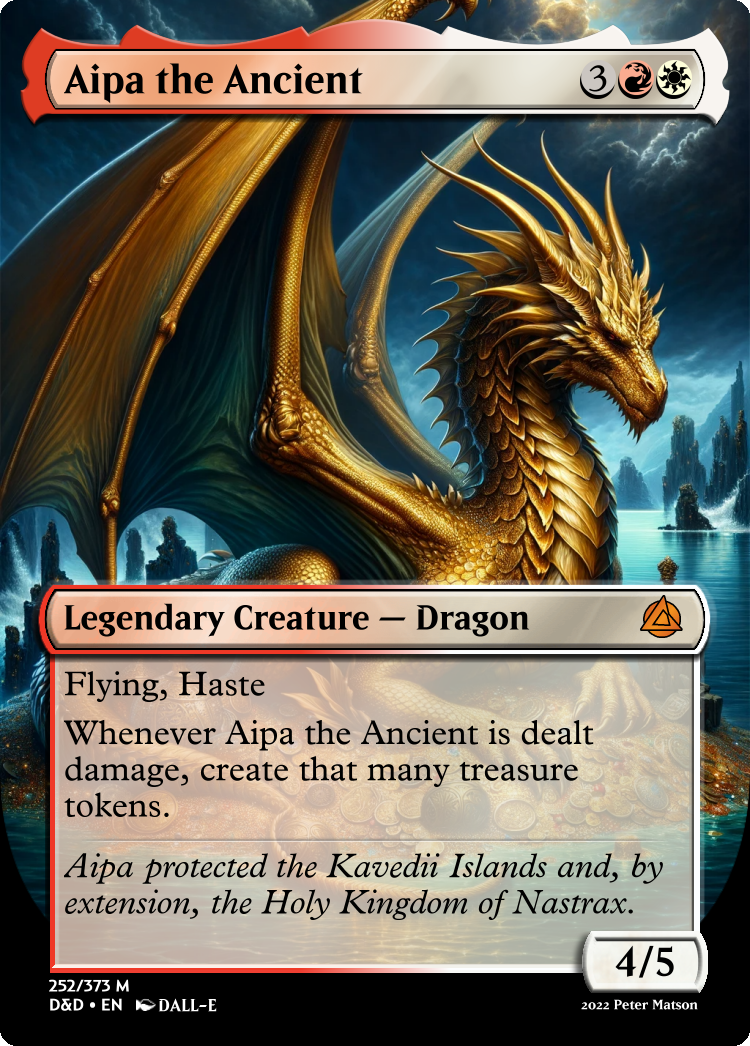 Aipa the Ancient 3
Legendary Creature — Dragon
Flying, Haste
Whenever Aipa the Ancient is dealt
damage, create that many treasure
tokens.
Aipa protected the Kavedii Islands and, by
extension, the Holy Kingdom of Nastrax.
4/5
252/373 M
D&D • EN DALL-E
2022 Peter Matson